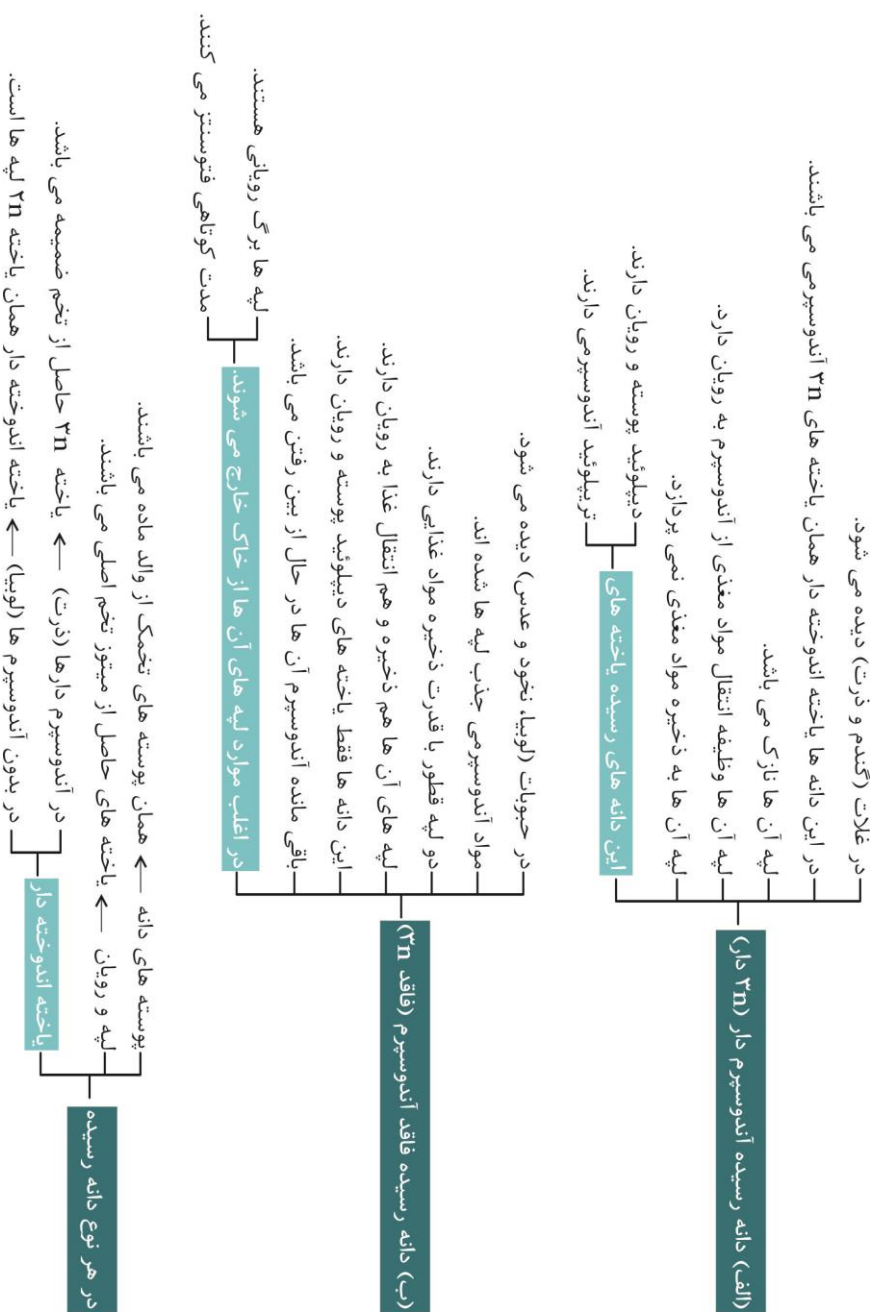 (الف) دانه رسیده آندوسپرم دار (۳n دار)
در غلات (گندم و ذرت) دیده می شود.
در این دانه ها یاخته اندوخته دار همان یاخته های ۳n آندوسپرمی می باشند.
لپه آن ها نازک می باشد.
لپه آن ها وظیفه انتقال مواد مغذی از آندوسپرم به رویان دارد.
لپه آن ها به ذخیره مواد مغذی نمی پردازد.
این دانه های رسیده یاخته های
دیپلوئید پوسته و رویان دارند.
تریپلوئید آندوسپرمی دارند.
(ب) دانه رسیده فاقد آندوسپرم (فاقد ۳n)
در حبوبات (لوبیا، نخود و عدس) دیده می شود.
مواد آندوسپرمی جذب لپه ها شده اند.
دو لپه قطور با قدرت ذخیره مواد غذایی دارند.
لپه های آن ها هم ذخیره و هم انتقال غذا به رویان دارند.
این دانه ها فقط یاخته های دیپلوئید پوسته و رویان دارند.
باقی مانده آندوسپرم آن ها در حال از بین رفتن می باشد.
در اغلب موارد لپه های آن ها از خاک خارج می شوند.
لپه ها برگ رویانی هستند.
مدت کوتاهی فتوسنتز می کنند.
در هر نوع دانه رسیده
پوسته های دانه ← همان پوسته های تخمک از والد ماده می باشند.
لپه و رویان ← یاخته های حاصل از میتوز تخم اصلی می باشند.
یاخته اندوخته دار
در آندوسپرم دارها (ذرت) ← یاخته ۳n حاصل از تخم ضمیمه می باشد.
در بدون آندوسپرم ها (لوبیا) ← یاخته اندوخته دار همان یاخته ۲n لپه ها است.